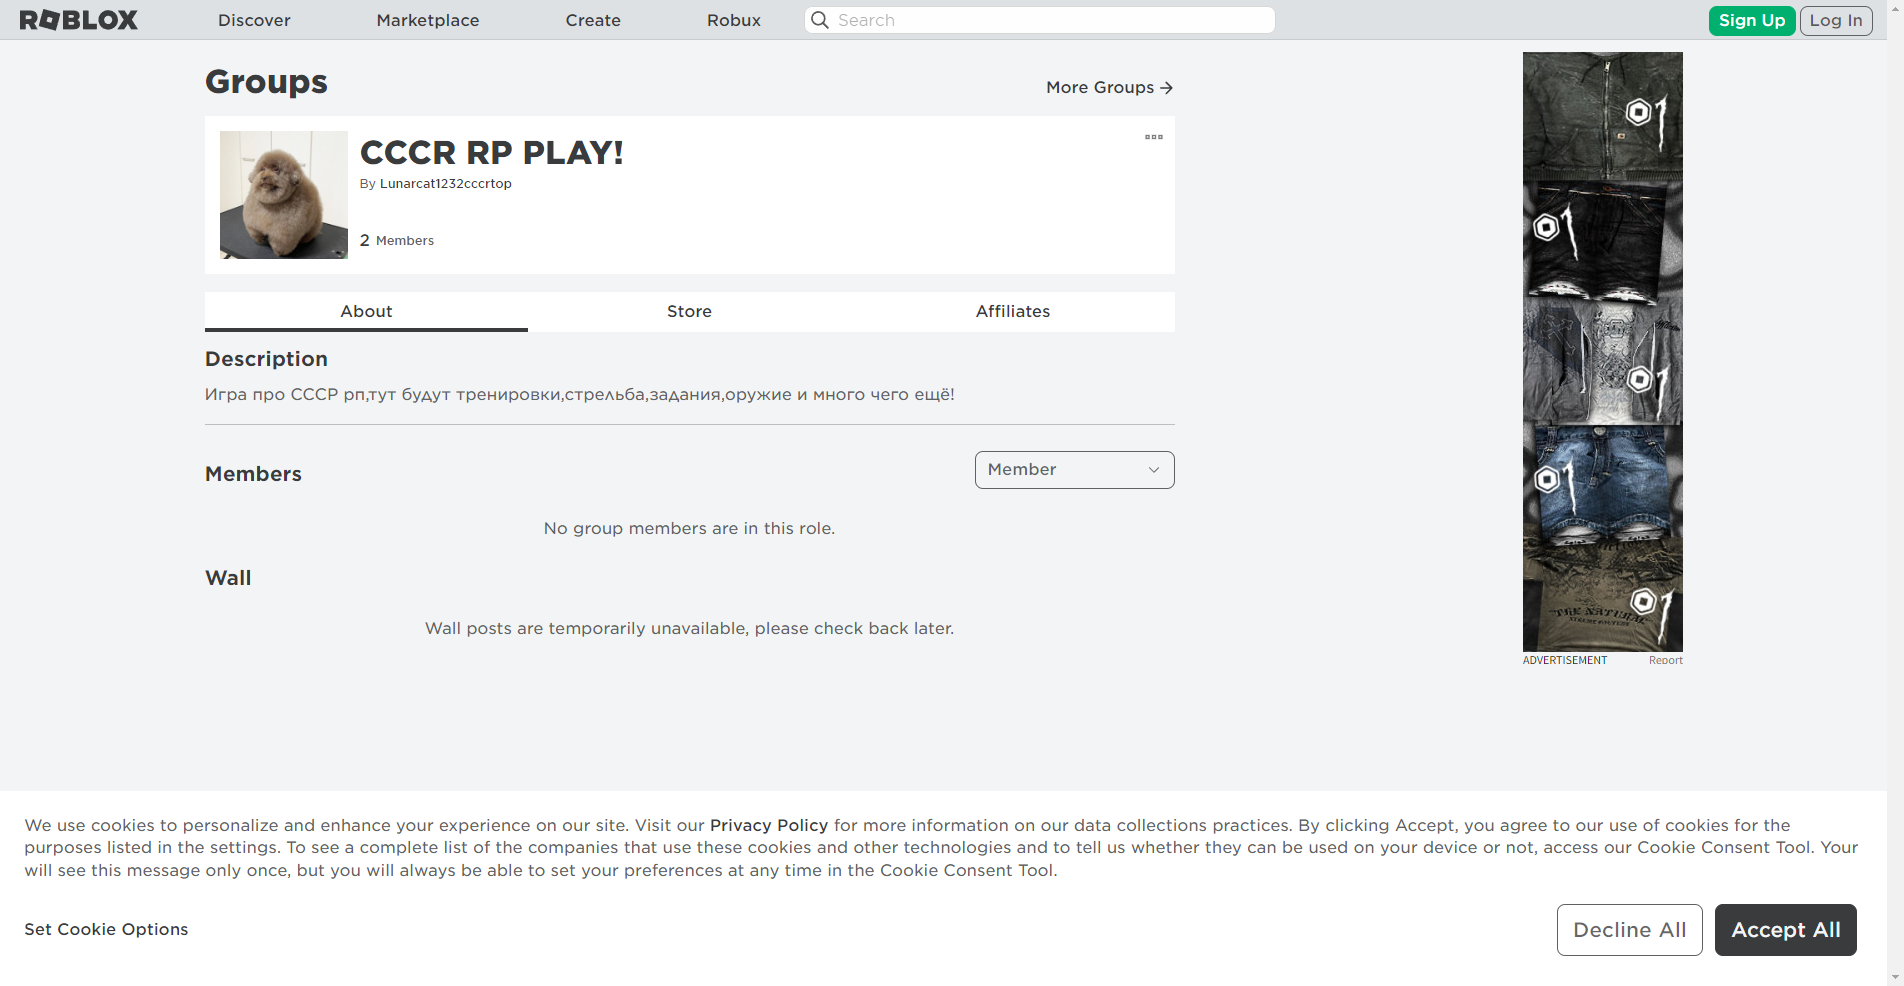 ROBLOX
Discover
Marketplace
Create
Robux
Search
Sign Up
Log In
Groups
More Groups
CCCR RP PLAY!
By Lunarcat1232cccrtop
2 Members
About
Store
Affiliates
Description
Игра про СССР рп,тут будут тренировки,стрельба,задания,оружие и много чего ещё!
Members
Member
No group members are in this role.
Wall
Wall posts are temporarily unavailable, please check back later.
1
1
1
1
THE NATURAL
1
ADVERTISEMENT
Report
We use cookies to personalize and enhance your experience on our site. Visit our Privacy Policy for more information on our data collections practices. By clicking Accept, you agree to our use of cookies for the
purposes listed in the settings. To see a complete list of the companies that use these cookies and other technologies and to tell us whether they can be used on your device or not, access our Cookie Consent Tool. Your
will see this message only once, but you will always be able to set your preferences at any time in the Cookie Consent Tool.
Set Cookie Options
Decline All
Accept All